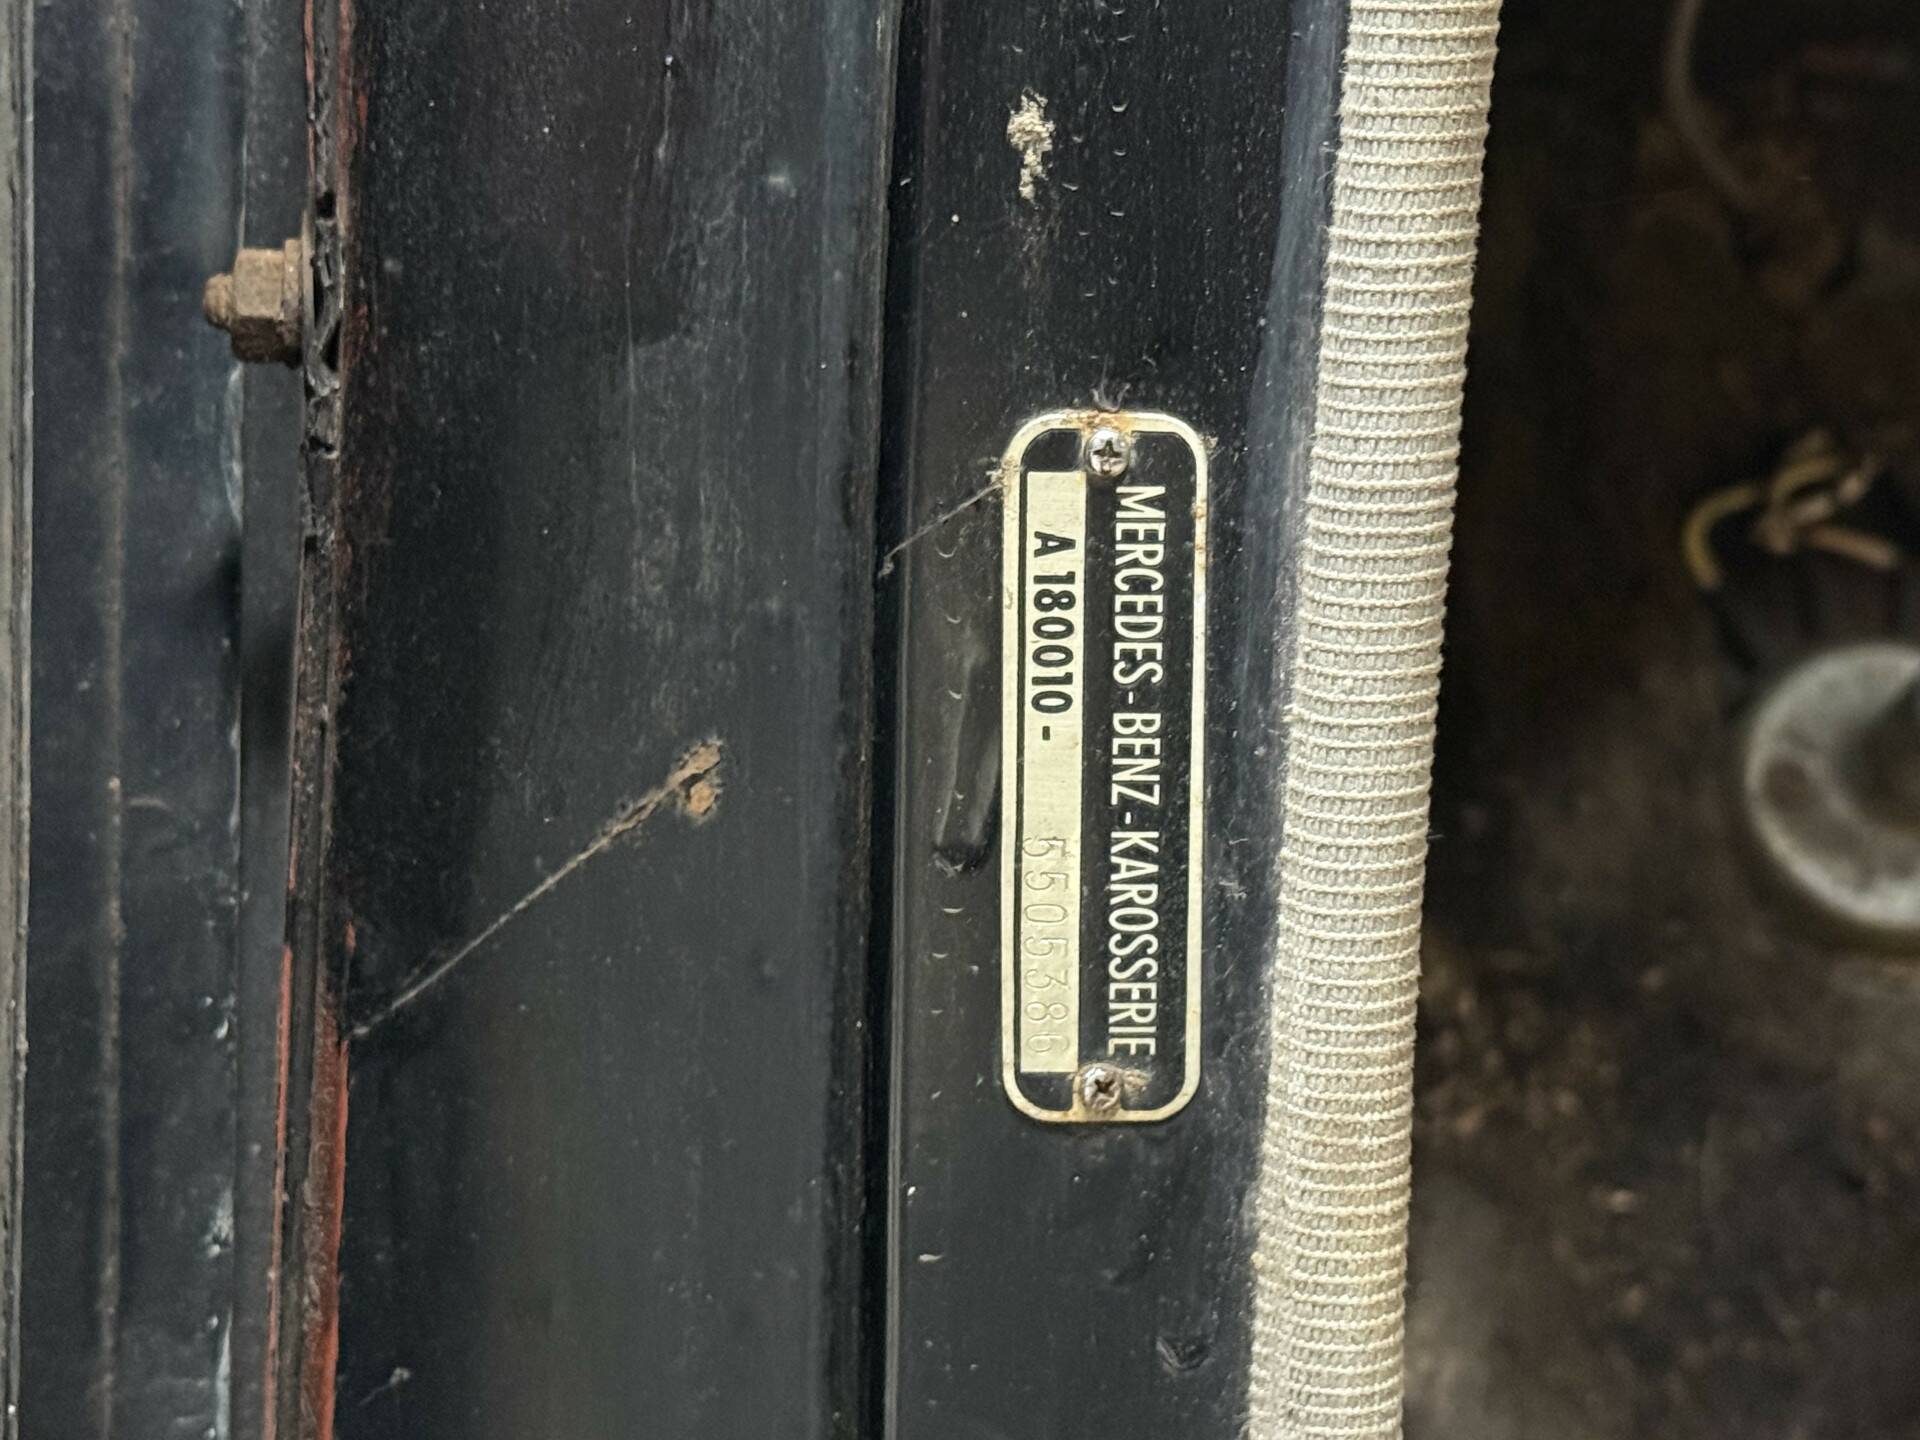 MERCEDES-BENZ-KAROSSERIE
A 180010 - 5505386